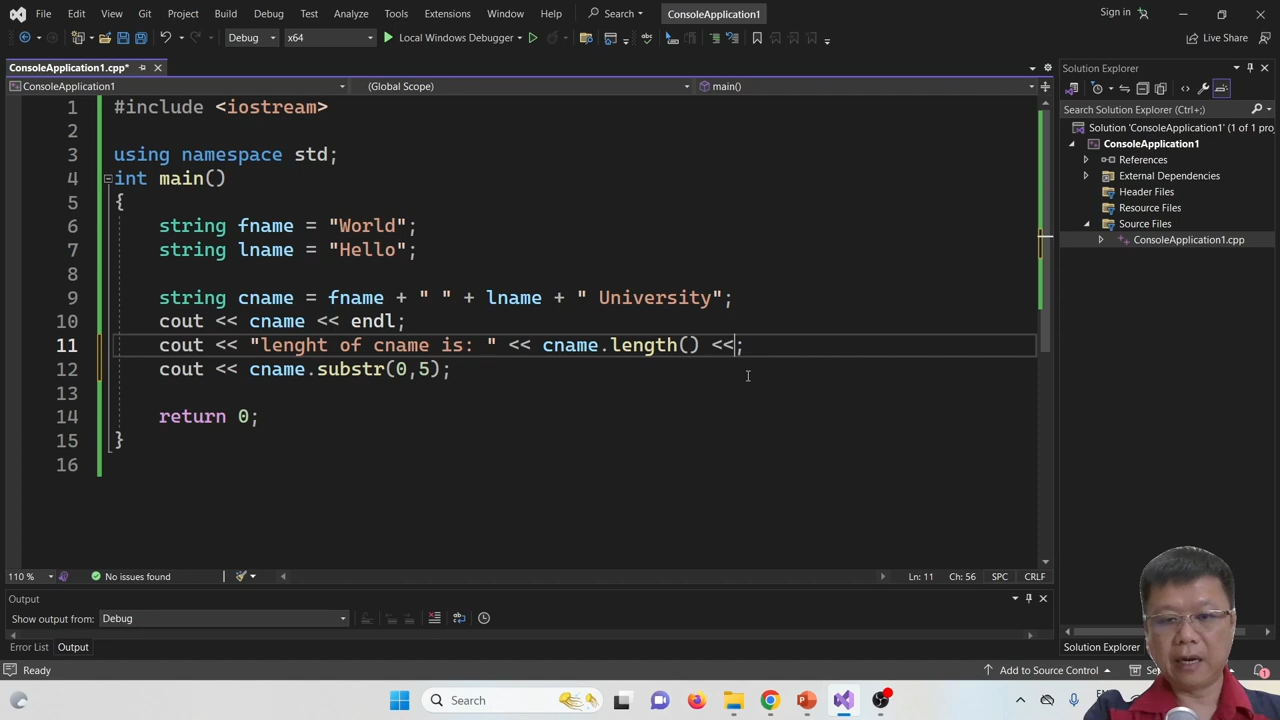 File Edit View Git Project Build Debug Test Analyze Tools Extensions Window Help Search ConsoleApplication1 Sign in
Debug x64 Local Windows Debugger Live Share
ConsoleApplication1.cpp*
ConsoleApplication1 (Global Scope) main()
1 #include <iostream>
2
3 using namespace std;
4 int main()
5 {
6 string fname = "World";
7 string lname = "Hello";
8
9 string cname = fname + " " + lname + " University";
10 cout << cname << endl;
11 cout << "lenght of cname is: " << cname.length() <<;
12 cout << cname.substr(0,5);
13
14 return 0;
15 }
16
110 % No issues found Ln: 11 Ch: 56 SPC CRLF
Output
Show output from: Debug
Error List Output
Ready Add to Source Control
Solution Explorer
Search Solution Explorer (Ctrl+;)
Solution 'ConsoleApplication1' (1 of 1 pro
ConsoleApplication1
References
External Dependencies
Header Files
Resource Files
Source Files
ConsoleApplication1.cpp
Solution Explorer
Search